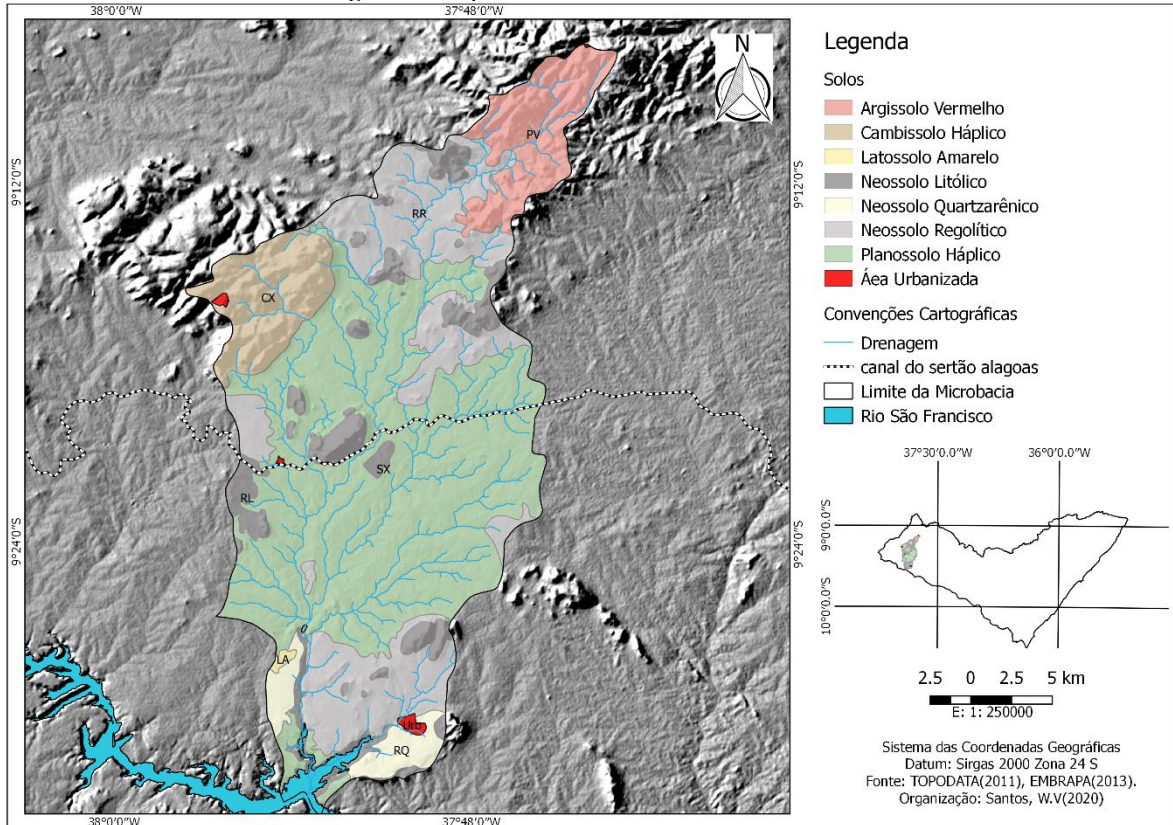 38°0'0"W
37°48'0"W
9°12'0"S
9°12'0"S
9°24'0"S
9°24'0"S
38°0'0"W
37°48'0"W
N
PV
RR
CX
SX
RL
LA
Urb
RQ
Legenda
Solos
Argissolo Vermelho
Cambissolo Háplico
Latossolo Amarelo
Neossolo Litólico
Neossolo Quartzarênico
Neossolo Regolítico
Planossolo Háplico
Áea Urbanizada
Convenções Cartográficas
Drenagem
canal do sertão alagoas
Limite da Microbacia
Rio São Francisco
37°30'0.0"W
36°0'0.0"W
9°0'0.0"S
10°0'0.0"S
2.5 0 2.5 5 km
E: 1: 250000
Sistema das Coordenadas Geográficas
Datum: Sirgas 2000 Zona 24 S
Fonte: TOPODATA(2011), EMBRAPA(2013).
Organização: Santos, W.V(2020)